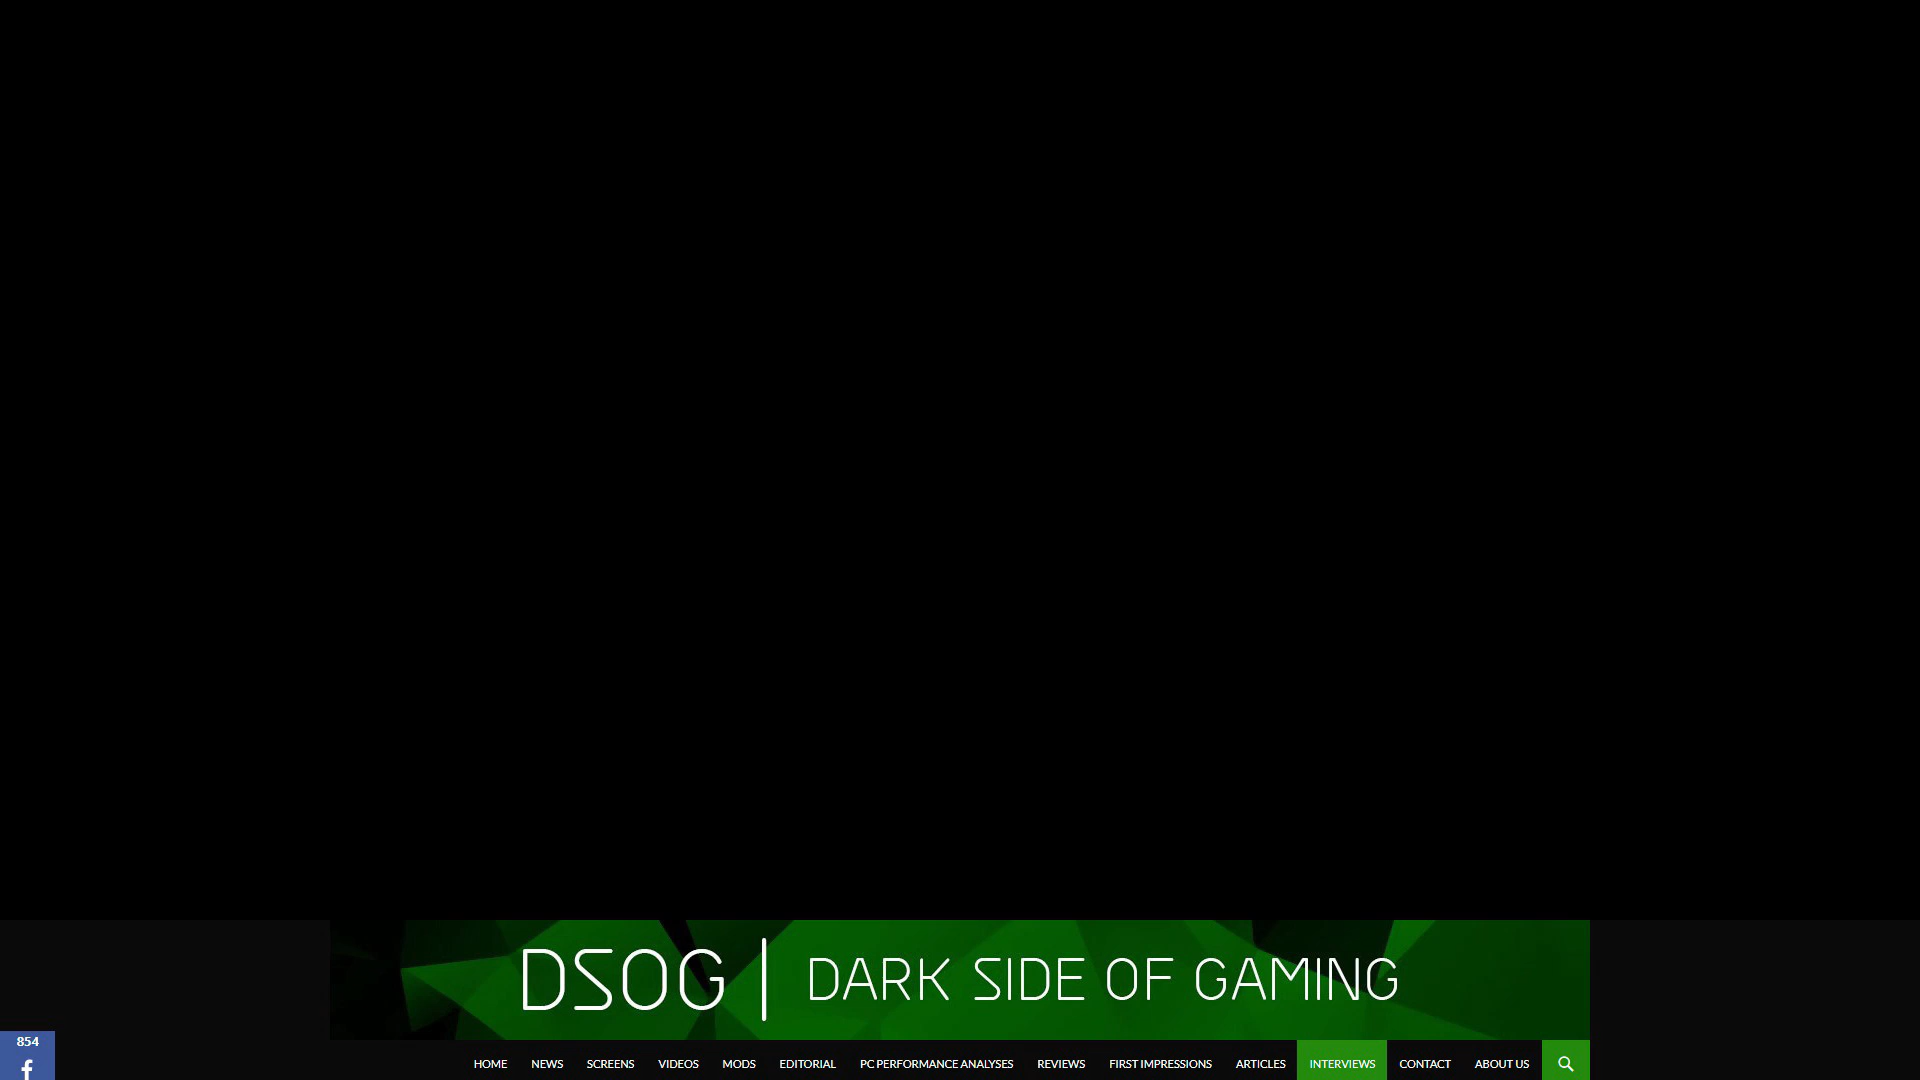 DSOG | DARK SIDE OF GAMING
854
HOME NEWS SCREENS VIDEOS MODS EDITORIAL PC PERFORMANCE ANALYSES REVIEWS FIRST IMPRESSIONS ARTICLES INTERVIEWS CONTACT ABOUT US